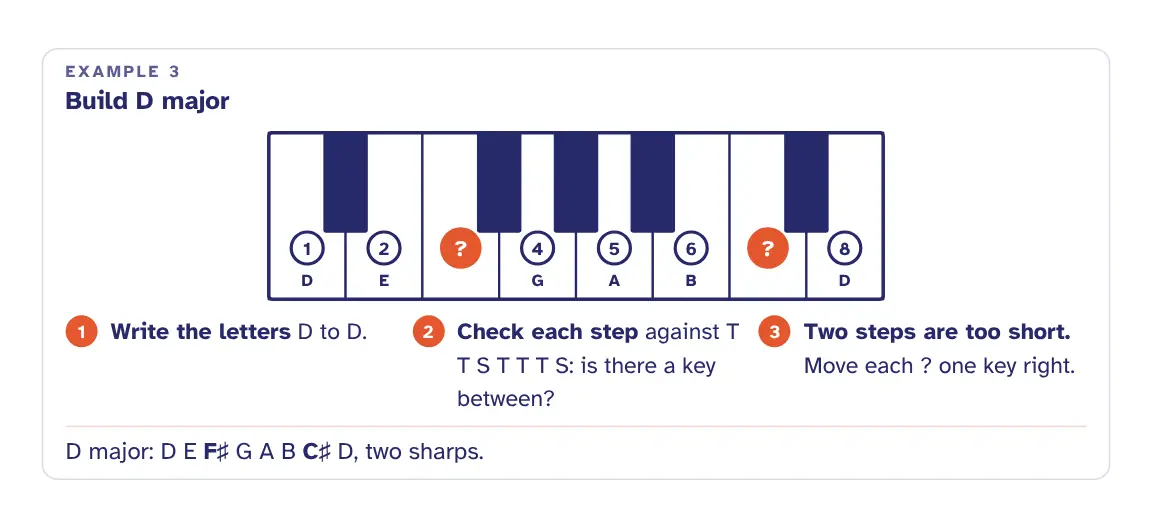 EXAMPLE 3
Build D major
1 2 ? 4 5 6 ? 8
D E G A B D
1 Write the letters D to D.
2 Check each step against T
T S T T T S: is there a key
between?
3 Two steps are too short.
Move each ? one key right.
D major: D E F♯ G A B C♯ D, two sharps.